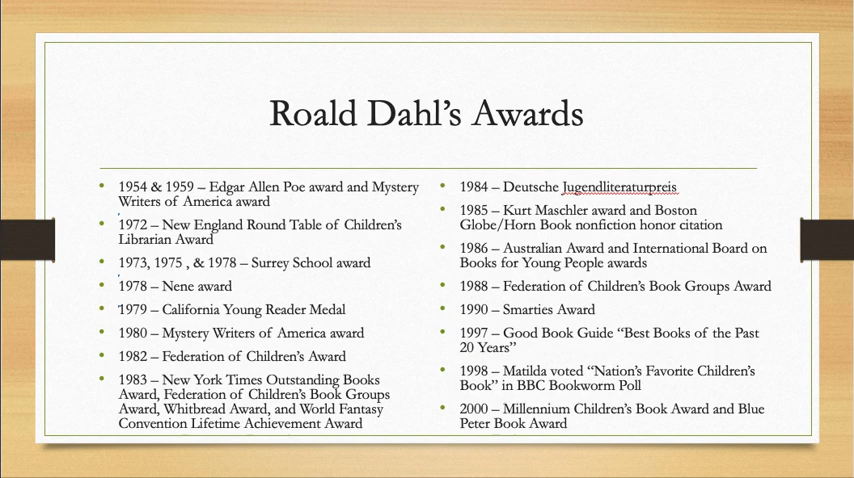 Roald Dahl’s Awards
• 1954 & 1959 – Edgar Allen Poe award and Mystery
Writers of America award
• 1972 – New England Round Table of Children’s
Librarian Award
• 1973, 1975 , & 1978 – Surrey School award
• 1978 – Nene award
• 1979 – California Young Reader Medal
• 1980 – Mystery Writers of America award
• 1982 – Federation of Children’s Award
• 1983 – New York Times Outstanding Books
Award, Federation of Children’s Book Groups
Award, Whitbread Award, and World Fantasy
Convention Lifetime Achievement Award
• 1984 – Deutsche Jugendliteraturpreis
• 1985 – Kurt Maschler award and Boston
Globe/Horn Book nonfiction honor citation
• 1986 – Australian Award and International Board on
Books for Young People awards
• 1988 – Federation of Children’s Book Groups Award
• 1990 – Smarties Award
• 1997 – Good Book Guide “Best Books of the Past
20 Years”
• 1998 – Matilda voted “Nation’s Favorite Children’s
Book” in BBC Bookworm Poll
• 2000 – Millennium Children’s Book Award and Blue
Peter Book Award